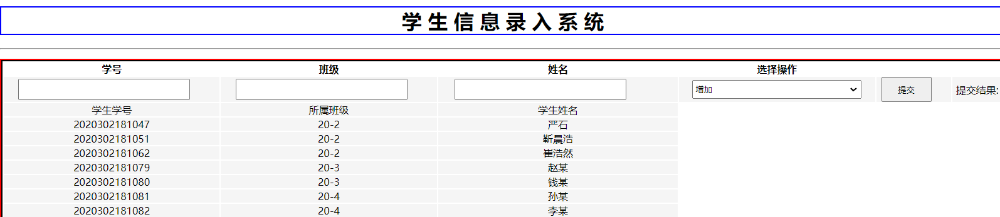 学生信息录入系统
学号 班级 姓名 选择操作
增加 提交 提交结果:
学生学号 所属班级 学生姓名
2020302181047 20-2 严石
2020302181051 20-2 靳晨浩
2020302181062 20-2 崔浩然
2020302181079 20-3 赵某
2020302181080 20-3 钱某
2020302181081 20-4 孙某
2020302181082 20-4 李某